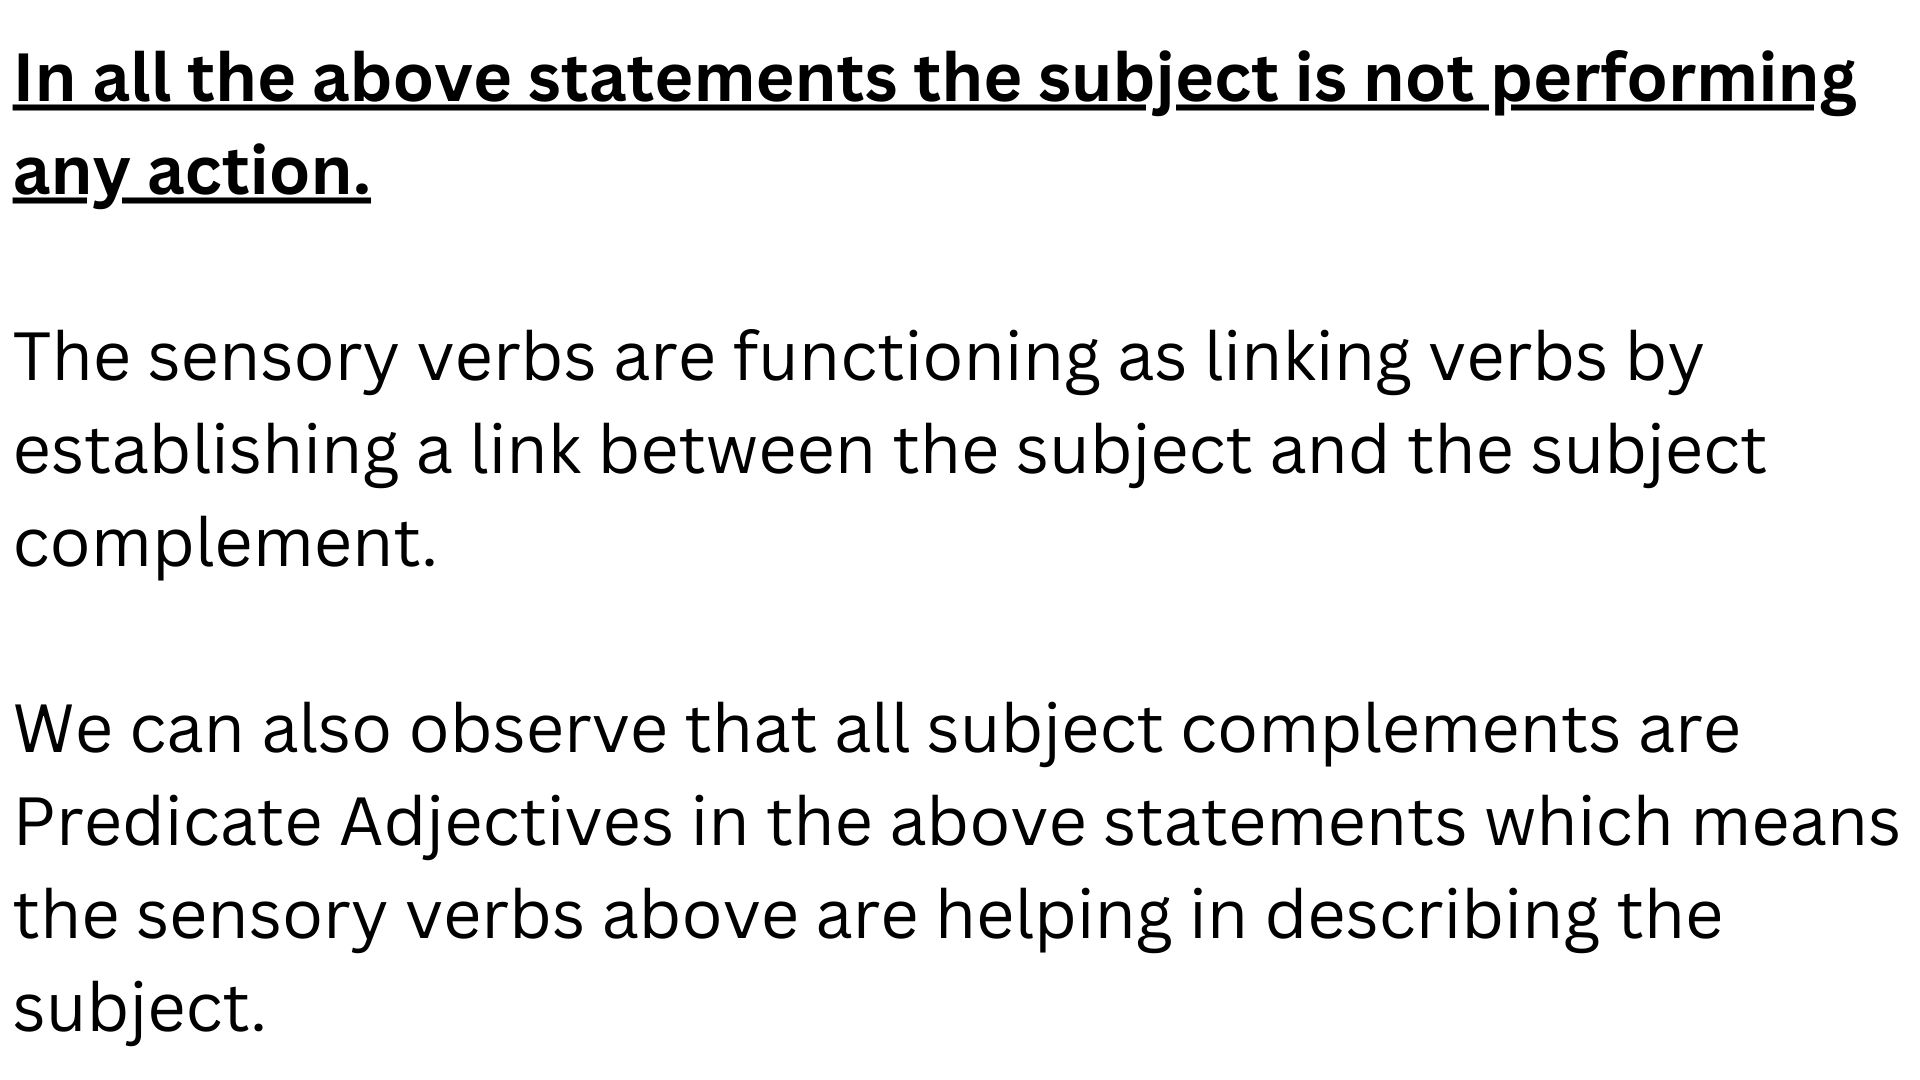 In all the above statements the subject is not performing
any action.
The sensory verbs are functioning as linking verbs by
establishing a link between the subject and the subject
complement.
We can also observe that all subject complements are
Predicate Adjectives in the above statements which means
the sensory verbs above are helping in describing the
subject.